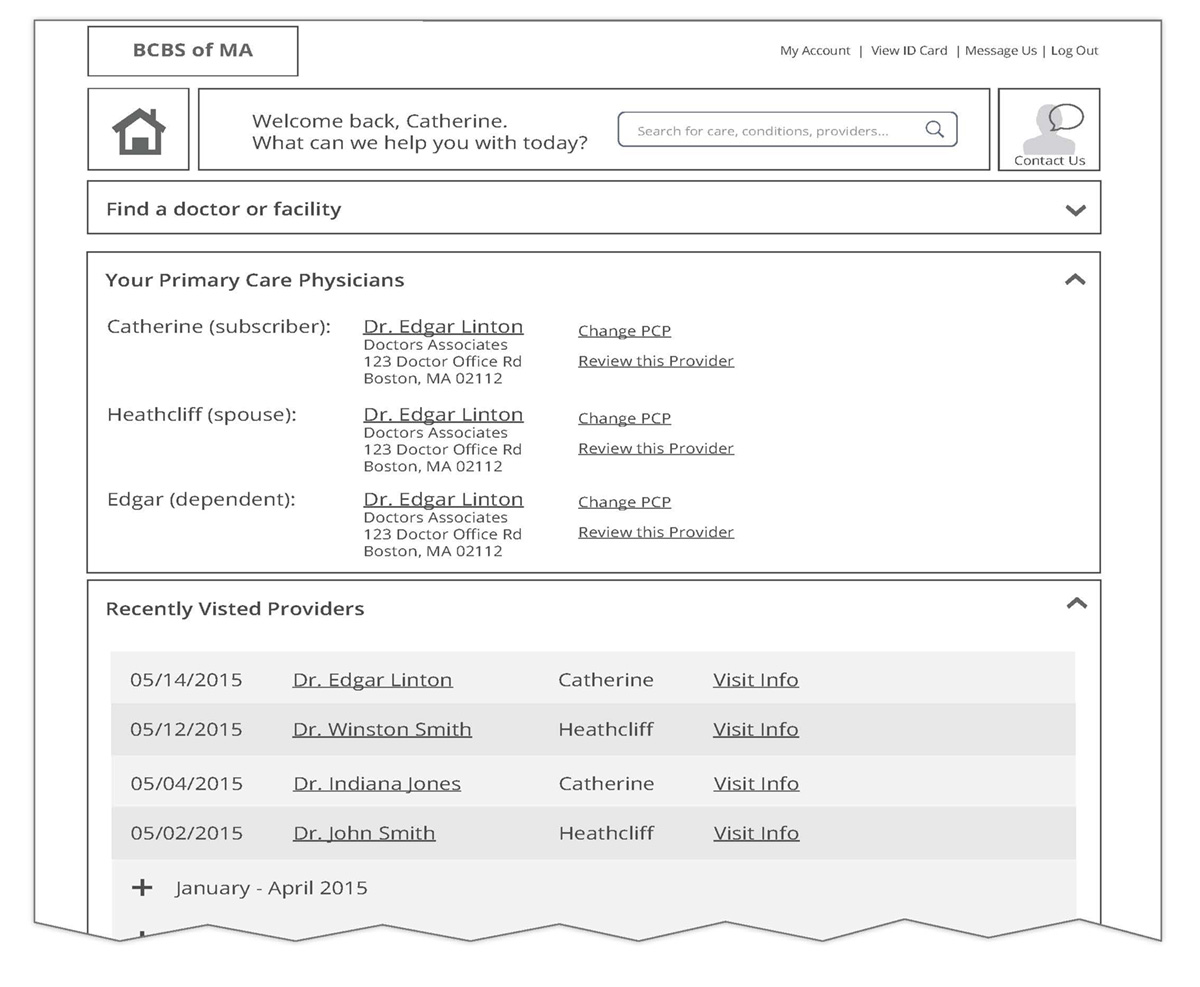 BCBS of MA
My Account | View ID Card | Message Us | Log Out
Welcome back, Catherine.
What can we help you with today?
Search for care, conditions, providers...
Contact Us
Find a doctor or facility
Your Primary Care Physicians
Catherine (subscriber): Dr. Edgar Linton Change PCP
Doctors Associates
123 Doctor Office Rd Review this Provider
Boston, MA 02112
Heathcliff (spouse): Dr. Edgar Linton Change PCP
Doctors Associates
123 Doctor Office Rd Review this Provider
Boston, MA 02112
Edgar (dependent): Dr. Edgar Linton Change PCP
Doctors Associates
123 Doctor Office Rd Review this Provider
Boston, MA 02112
Recently Visted Providers
05/14/2015 Dr. Edgar Linton Catherine Visit Info
05/12/2015 Dr. Winston Smith Heathcliff Visit Info
05/04/2015 Dr. Indiana Jones Catherine Visit Info
05/02/2015 Dr. John Smith Heathcliff Visit Info
+ January - April 2015